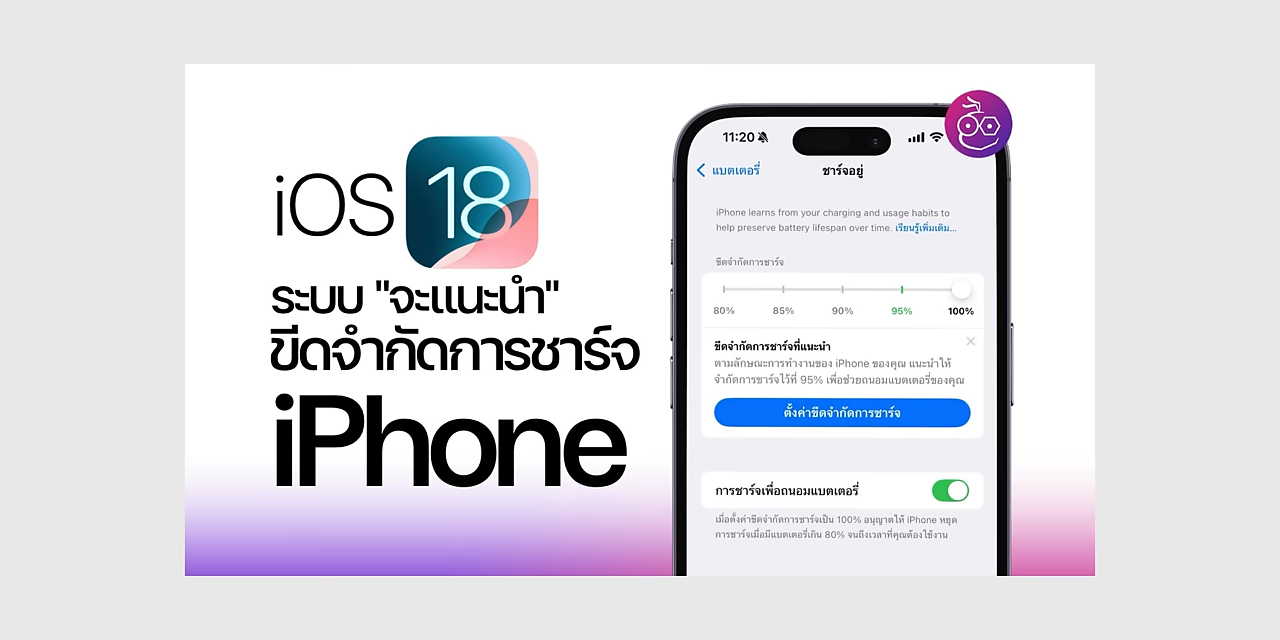 iOS 18
ระบบ "จะแนะนำ"
ขีดจำกัดการชาร์จ
iPhone
11:20
แบตเตอรี่ ชาร์จอยู่
iPhone learns from your charging and usage habits to
help preserve battery lifespan over time. เรียนรู้เพิ่มเติม...
ขีดจำกัดการชาร์จ
80% 85% 90% 95% 100%
ขีดจำกัดการชาร์จที่แนะนำ
ตามลักษณะการทำงานของ iPhone ของคุณ แนะนำให้
จำกัดการชาร์จไว้ที่ 95% เพื่อช่วยถนอมแบตเตอรี่ของคุณ
ตั้งค่าขีดจำกัดการชาร์จ
การชาร์จเพื่อถนอมแบตเตอรี่
เมื่อตั้งค่าขีดจำกัดการชาร์จเป็น 100% อนุญาตให้ iPhone หยุด
การชาร์จเมื่อมีแบตเตอรี่เกิน 80% จนถึงเวลาที่คุณต้องใช้งาน